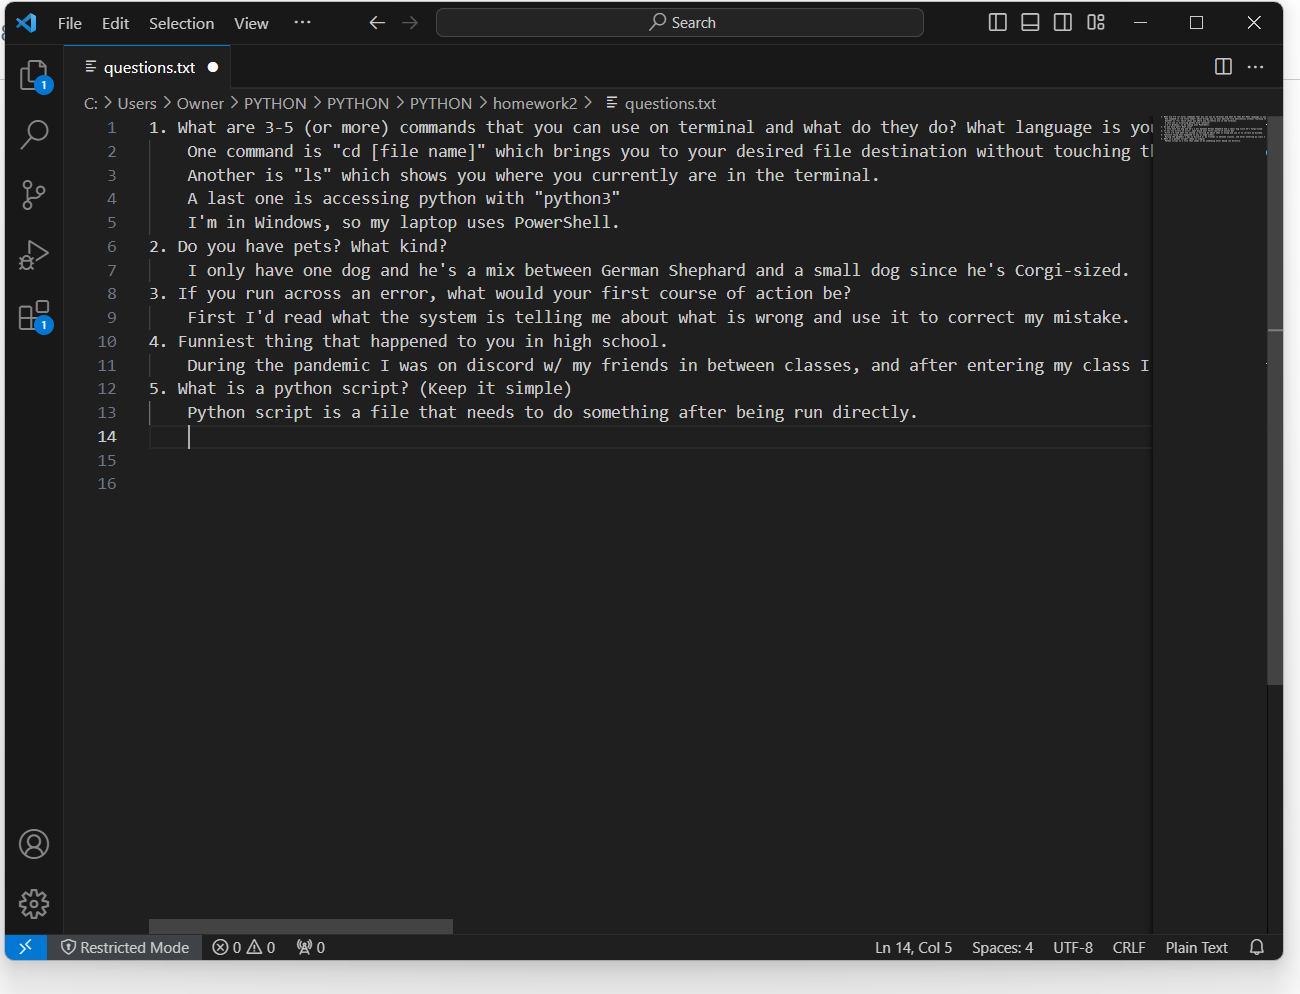 File Edit Selection View ··· Search
questions.txt
1
C: > Users > Owner > PYTHON > PYTHON > PYTHON > homework2 > questions.txt
1 1. What are 3-5 (or more) commands that you can use on terminal and what do they do? What language is you
2 One command is "cd [file name]" which brings you to your desired file destination without touching th
3 Another is "ls" which shows you where you currently are in the terminal.
4 A last one is accessing python with "python3"
5 I'm in Windows, so my laptop uses PowerShell.
6 2. Do you have pets? What kind?
7 I only have one dog and he's a mix between German Shephard and a small dog since he's Corgi-sized.
8 3. If you run across an error, what would your first course of action be?
9 First I'd read what the system is telling me about what is wrong and use it to correct my mistake.
1
10 4. Funniest thing that happened to you in high school.
11 During the pandemic I was on discord w/ my friends in between classes, and after entering my class I
12 5. What is a python script? (Keep it simple)
13 Python script is a file that needs to do something after being run directly.
14
15
16
Restricted Mode 0 0 0 Ln 14, Col 5 Spaces: 4 UTF-8 CRLF Plain Text